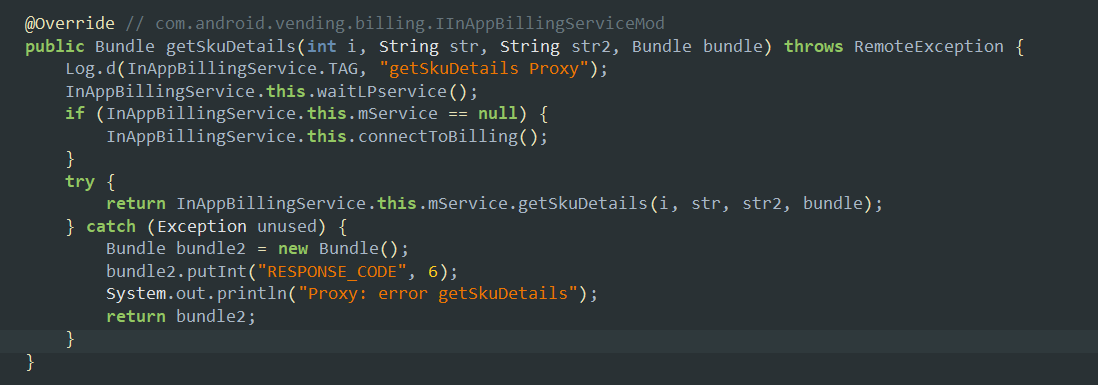 @Override // com.android.vending.billing.IInAppBillingServiceMod
public Bundle getSkuDetails(int i, String str, String str2, Bundle bundle) throws RemoteException {
    Log.d(InAppBillingService.TAG, "getSkuDetails Proxy");
    InAppBillingService.this.waitLPservice();
    if (InAppBillingService.this.mService == null) {
        InAppBillingService.this.connectToBilling();
    }
    try {
        return InAppBillingService.this.mService.getSkuDetails(i, str, str2, bundle);
    } catch (Exception unused) {
        Bundle bundle2 = new Bundle();
        bundle2.putInt("RESPONSE_CODE", 6);
        System.out.println("Proxy: error getSkuDetails");
        return bundle2;
    }
}